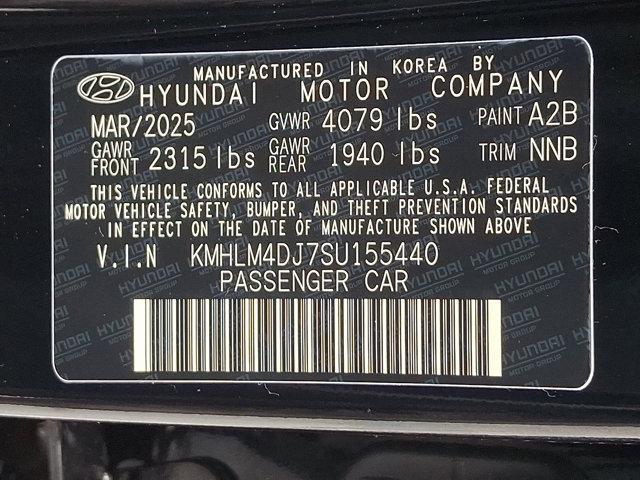 MANUFACTURED IN KOREA BY
HYUNDAI MOTOR COMPANY
MAR/2025 GVWR 4079 lbs PAINT A2B
GAWR FRONT 2315 lbs GAWR REAR 1940 lbs TRIM NNB
THIS VEHICLE CONFORMS TO ALL APPLICABLE U.S.A. FEDERAL
MOTOR VEHICLE SAFETY, BUMPER, AND THEFT PREVENTION STANDARDS
IN EFFECT ON THE DATE OF MANUFACTURE SHOWN ABOVE
V.I.N KMHLM4DJ7SU155440
PASSENGER CAR